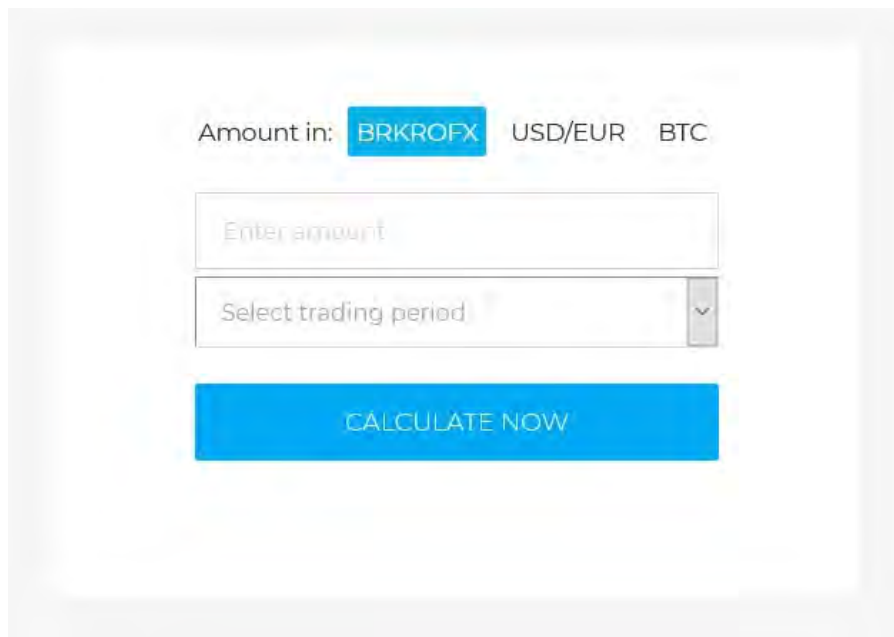 Amount in: BRKROFX USD/EUR BTC
Enter amount
Select trading period
CALCULATE NOW